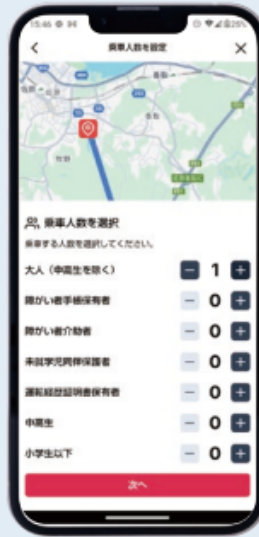 15:46
乗車人数を設定
乗車人数を選択
乗車する人数を選択してください。
大人（中高生を除く） 1
障がい者手帳保有者 0
障がい者介助者 0
未就学児同伴保護者 0
運転経歴証明書保有者 0
中高生 0
小学生以下 0
次へ